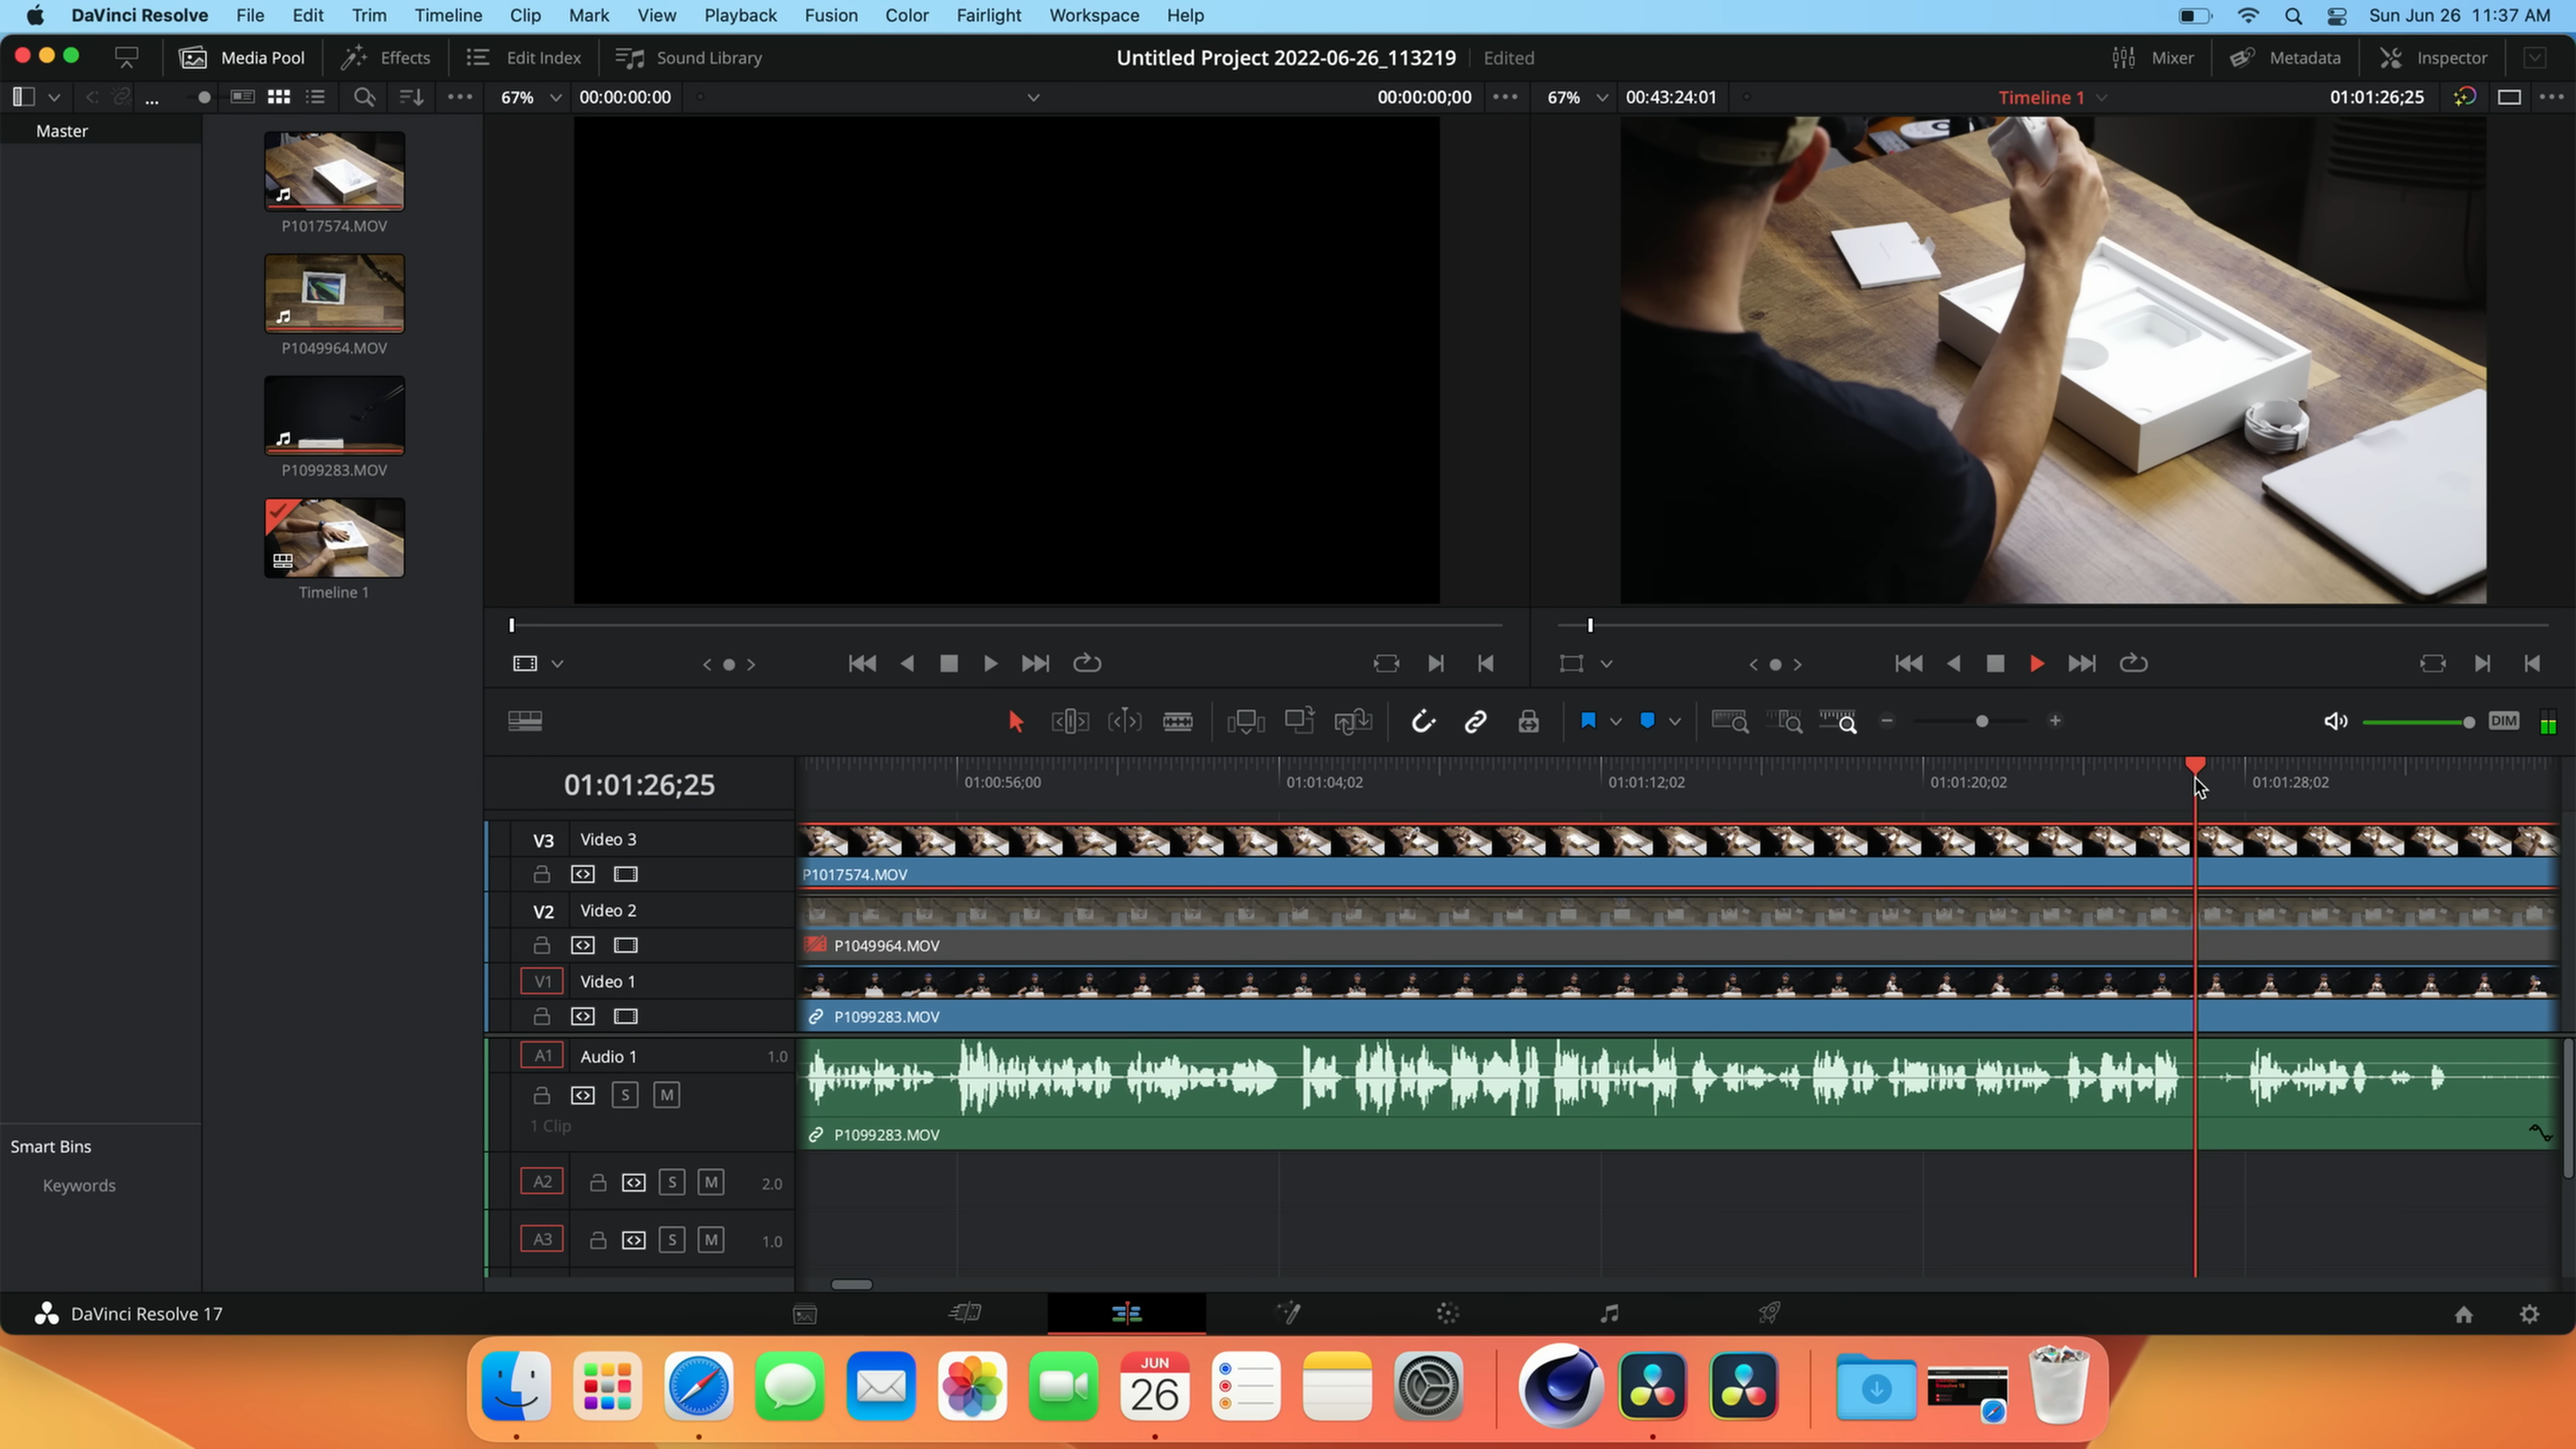 DaVinci Resolve File Edit Trim Timeline Clip Mark View Playback Fusion Color Fairlight Workspace Help Sun Jun 26 11:37 AM
Media Pool Effects Edit Index Sound Library Untitled Project 2022-06-26_113219 Edited Mixer Metadata Inspector
67% 00:00:00:00 00:00:00;00 67% 00:43:24:01 Timeline 1 01:01:26;25
Master
P1017574.MOV
P1049964.MOV
P1099283.MOV
Timeline 1
DIM
01:01:26;25 01:00:56;00 01:01:04;02 01:01:12;02 01:01:20;02 01:01:28;02
V3 Video 3
P1017574.MOV
V2 Video 2
P1049964.MOV
V1 Video 1
P1099283.MOV
A1 Audio 1 1.0
S M
1 Clip
P1099283.MOV
A2 S M 2.0
A3 S M 1.0
Smart Bins
Keywords
DaVinci Resolve 17
JUN
26